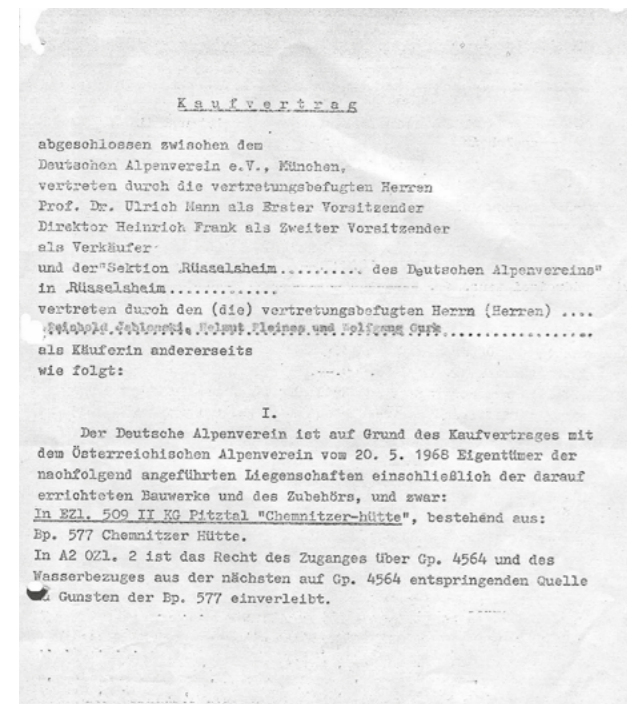 Kaufvertrag
abgeschlossen zwischen dem
Deutschen Alpenverein e.V., München,
vertreten durch die vertretungsbefugten Herren
Prof. Dr. Ulrich Mann als Erster Vorsitzender
Direktor Heinrich Frank als Zweiter Vorsitzender
als Verkäufer
und der "Sektion Rüsselsheim.......... des Deutschen Alpenvereins"
in Rüsselsheim.............
vertreten durch den (die) vertretungsbefugten Herrn (Herren) ....
Reinhold Helmut und Wolfgang
als Käuferin andererseits
wie folgt:
I.
Der Deutsche Alpenverein ist auf Grund des Kaufvertrages mit
dem Österreichischen Alpenverein vom 20. 5. 1968 Eigentümer der
nachfolgend angeführten Liegenschaften einschließlich der darauf
errichteten Bauwerke und des Zubehörs, und zwar:
In EZl. 509 II KG Pitztal "Chemnitzer-hütte", bestehend aus:
Bp. 577 Chemnitzer Hütte.
In A2 OZl. 2 ist das Recht des Zuganges über Gp. 4564 und des
Wasserbezuges aus der nächsten auf Gp. 4564 entspringenden Quelle
zu Gunsten der Bp. 577 einverleibt.